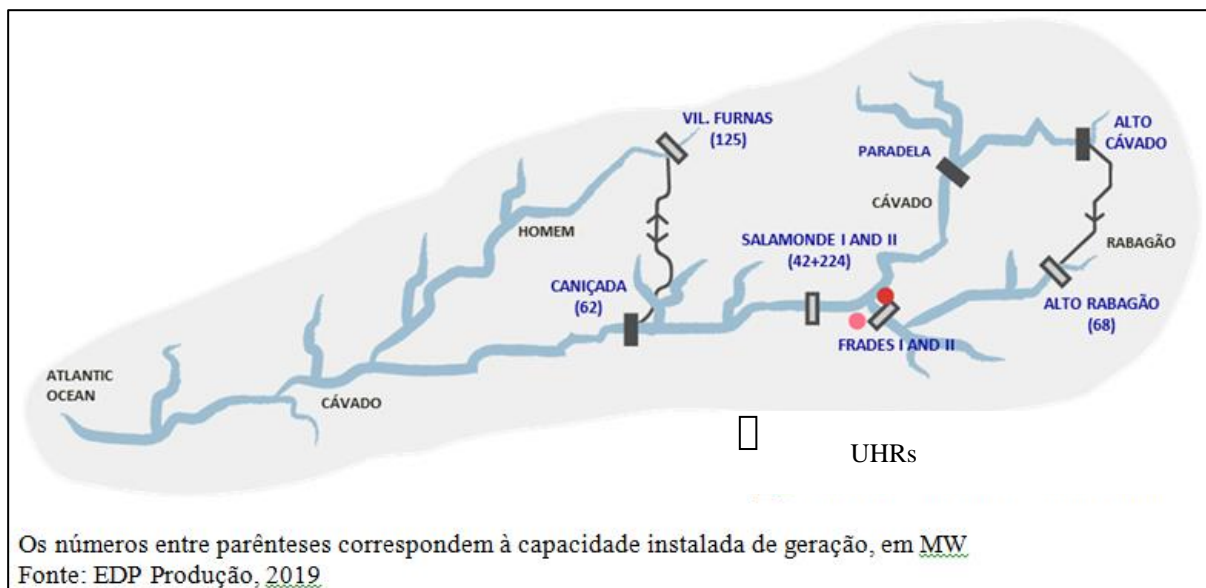 VIL. FURNAS
(125)
ALTO
CÁVADO
PARADELA
CÁVADO
HOMEM
SALAMONDE I AND II
(42+224)
RABAGÃO
CANIÇADA
(62)
ALTO RABAGÃO
(68)
FRADES I AND II
ATLANTIC
OCEAN
CÁVADO
UHRs
Os números entre parênteses correspondem à capacidade instalada de geração, em MW
Fonte: EDP Produção, 2019